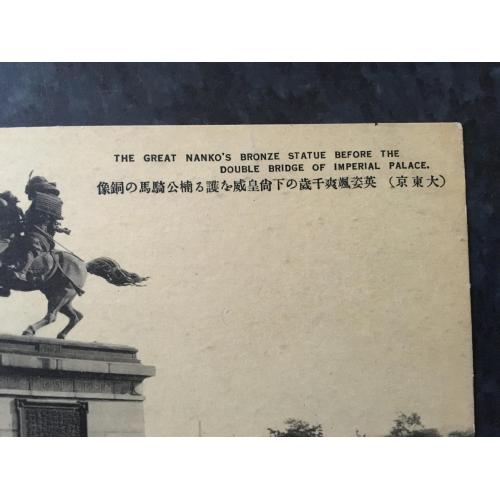 THE GREAT NANKO'S BRONZE STATUE BEFORE THE
DOUBLE BRIDGE OF IMPERIAL PALACE.
(大東京) 英姿颯爽千歳の下尙皇威を護る楠公騎馬の銅像